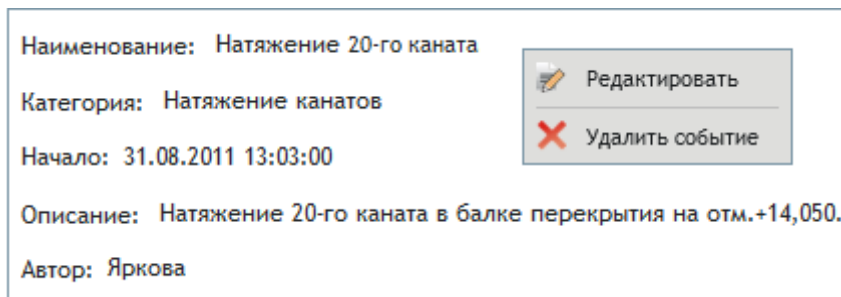 Наименование: Натяжение 20-го каната
Редактировать
Категория: Натяжение канатов
Удалить событие
Начало: 31.08.2011 13:03:00
Описание: Натяжение 20-го каната в балке перекрытия на отм.+14,050.
Автор: Яркова